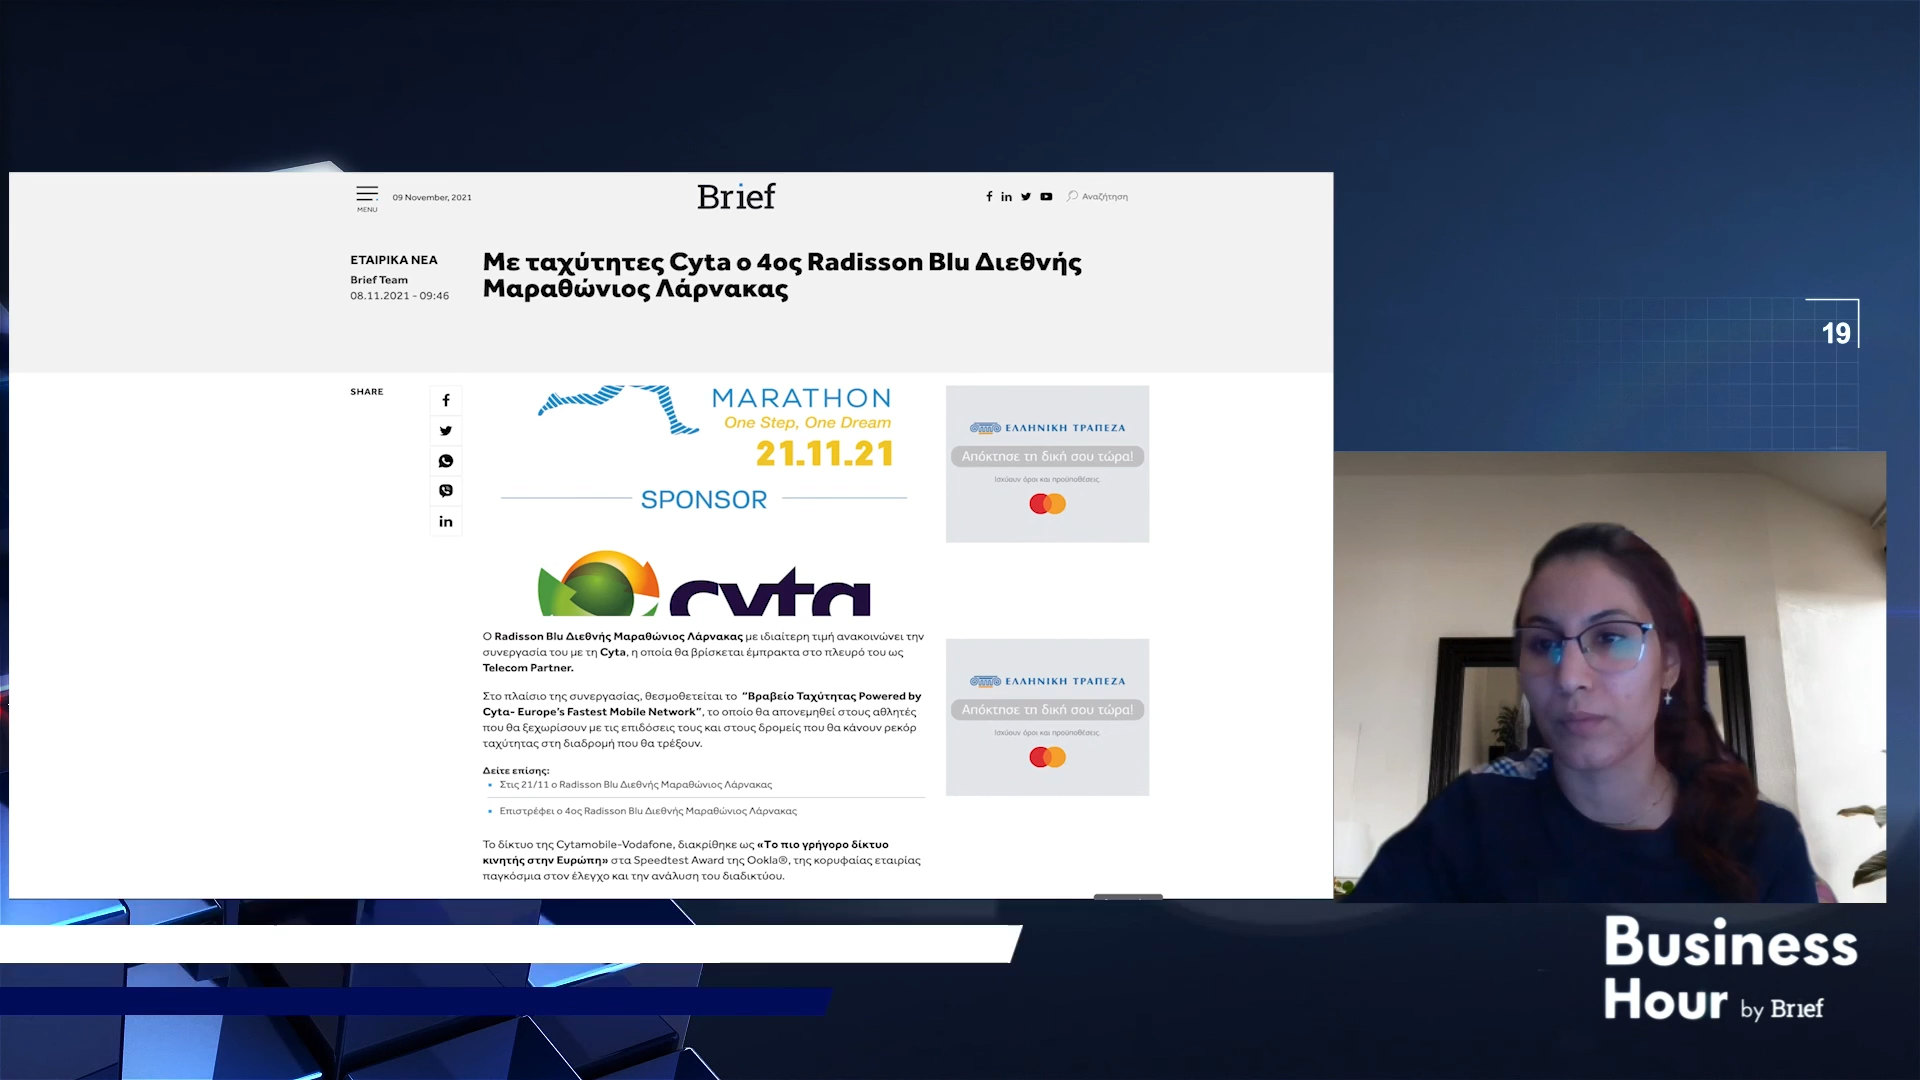 MENU
09 November, 2021
Brief
Αναζήτηση
ΕΤΑΙΡΙΚΑ ΝΕΑ
Brief Team
08.11.2021 - 09:46
Με ταχύτητες Cyta ο 4ος Radisson Blu Διεθνής
Μαραθώνιος Λάρνακας
19
SHARE
MARATHON
One Step, One Dream
21.11.21
SPONSOR
cyta
ΕΛΛΗΝΙΚΗ ΤΡΑΠΕΖΑ
Απόκτησε τη δική σου τώρα!
Ισχύουν όροι και προϋποθέσεις.
Ο Radisson Blu Διεθνής Μαραθώνιος Λάρνακας με ιδιαίτερη τιμή ανακοινώνει την
συνεργασία του με τη Cyta, η οποία θα βρίσκεται έμπρακτα στο πλευρό του ως
Telecom Partner.
Στο πλαίσιο της συνεργασίας, θεσμοθετείται το "Βραβείο Ταχύτητας Powered by
Cyta- Europe's Fastest Mobile Network", το οποίο θα απονεμηθεί στους αθλητές
που θα ξεχωρίσουν με τις επιδόσεις τους και στους δρομείς που θα κάνουν ρεκόρ
ταχύτητας στη διαδρομή που θα τρέξουν.
Δείτε επίσης:
Στις 21/11 ο Radisson Blu Διεθνής Μαραθώνιος Λάρνακας
Επιστρέφει ο 4ος Radisson Blu Διεθνής Μαραθώνιος Λάρνακας
Το δίκτυο της Cytamobile-Vodafone, διακρίθηκε ως «Το πιο γρήγορο δίκτυο
κινητής στην Ευρώπη» στα Speedtest Award της Ookla®, της κορυφαίας εταιρίας
παγκόσμια στον έλεγχο και την ανάλυση του διαδικτύου.
ΕΛΛΗΝΙΚΗ ΤΡΑΠΕΖΑ
Απόκτησε τη δική σου τώρα!
Ισχύουν όροι και προϋποθέσεις.
Business
Hour by Brief